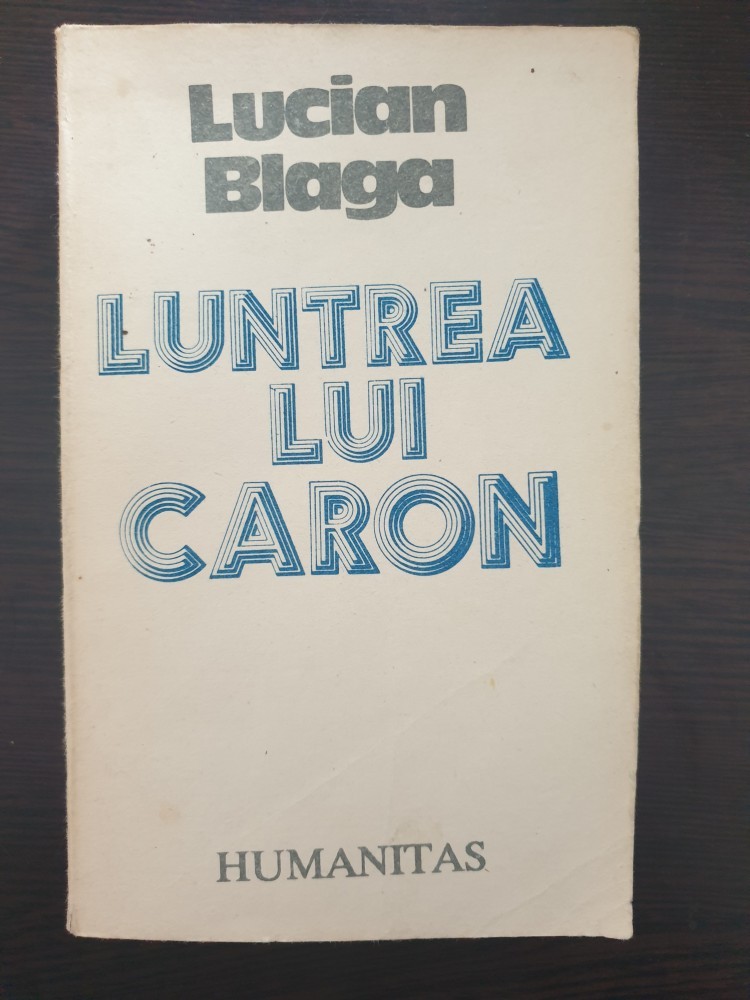 Lucian
Blaga
LUNTREA
LUI
CARON
HUMANITAS